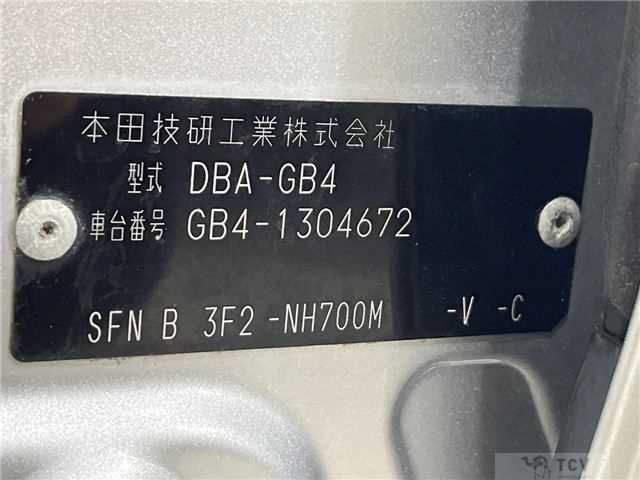 本田技研工業株式会社
型式 DBA-GB4
車台番号 GB4-1304672
SFN B 3F2 -NH700M -V -C
TCV